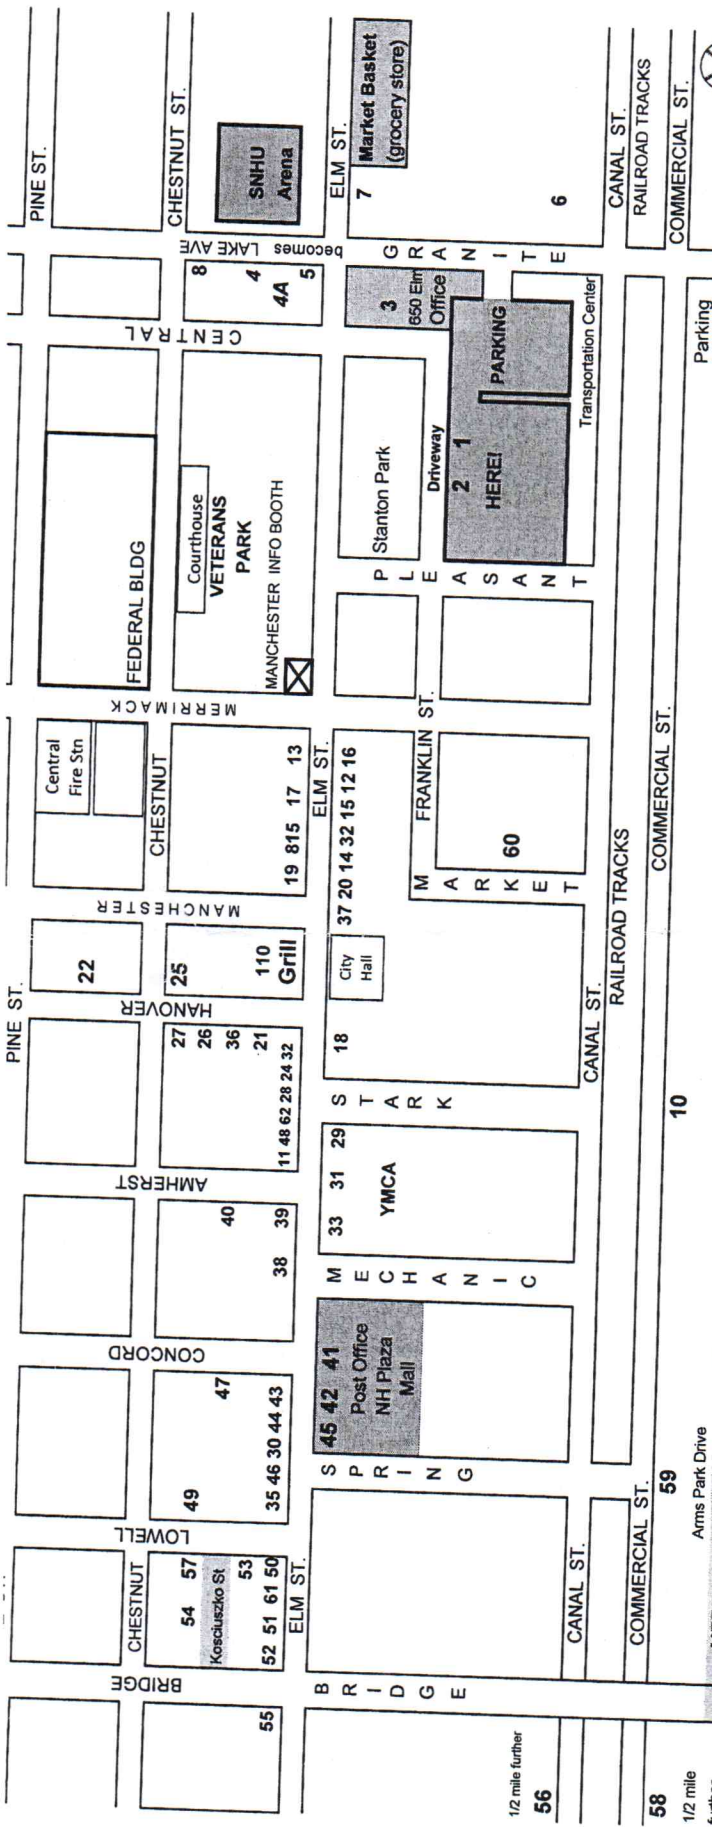 PINE ST.
CHESTNUT ST.
SNHU
Arena
ELM ST.
Market Basket
(grocery store)
7
6
CANAL ST.
RAILROAD TRACKS
COMMERCIAL ST.
becomes LAKE AVE
GRANITE
8
4
4A
5
3
650 Elm
Office
CENTRAL
PARKING
Transportation Center
Parking
Driveway
2 1
HERE!
Stanton Park
PLEASANT
FEDERAL BLDG
Courthouse
VETERANS
PARK
MANCHESTER INFO BOOTH
MERRIMACK
Central
Fire Stn
CHESTNUT
19 815 17 13
ELM ST.
37 20 14 32 15 12 16
FRANKLIN ST.
60
MARKET
COMMERCIAL ST.
RAILROAD TRACKS
MANCHESTER
22
25
110
Grill
City
Hall
PINE ST.
HANOVER
27
26
36
21
11 48 62 28 24 32
18
STARK
CANAL ST.
10
AMHERST
40
39
38
33 31 29
YMCA
MECHANIC
CONCORD
47
49
35 46 30 44 43
45 42 41
Post Office
NH Plaza
Mall
SPRING
LOWELL
CHESTNUT
54 57
Kosciuszko St
53
52 51 61 50
ELM ST.
CANAL ST.
COMMERCIAL ST.
59
Arms Park Drive
BRIDGE
BRIDGE
55
1/2 mile further
56
58
1/2 mile
further